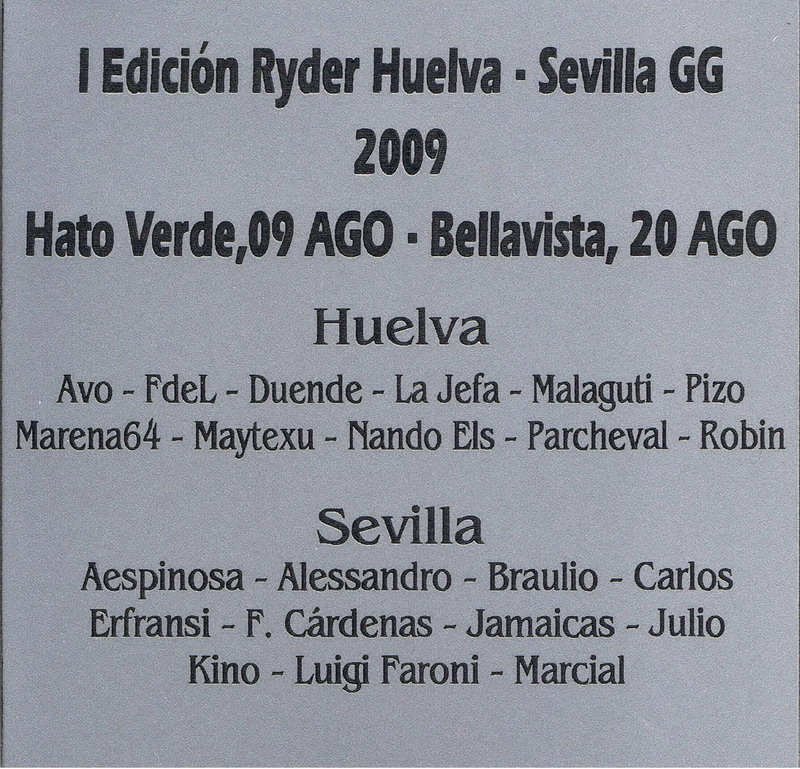 I Edición Ryder Huelva - Sevilla GG
2009
Hato Verde,09 AGO - Bellavista, 20 AGO
Huelva
Avo - FdeL - Duende - La Jefa - Malaguti - Pizo
Marena64 - Maytexu - Nando Els - Parcheval - Robin
Sevilla
Aespinosa - Alessandro - Braulio - Carlos
Erfransi - F. Cárdenas - Jamaicas - Julio
Kino - Luigi Faroni - Marcial